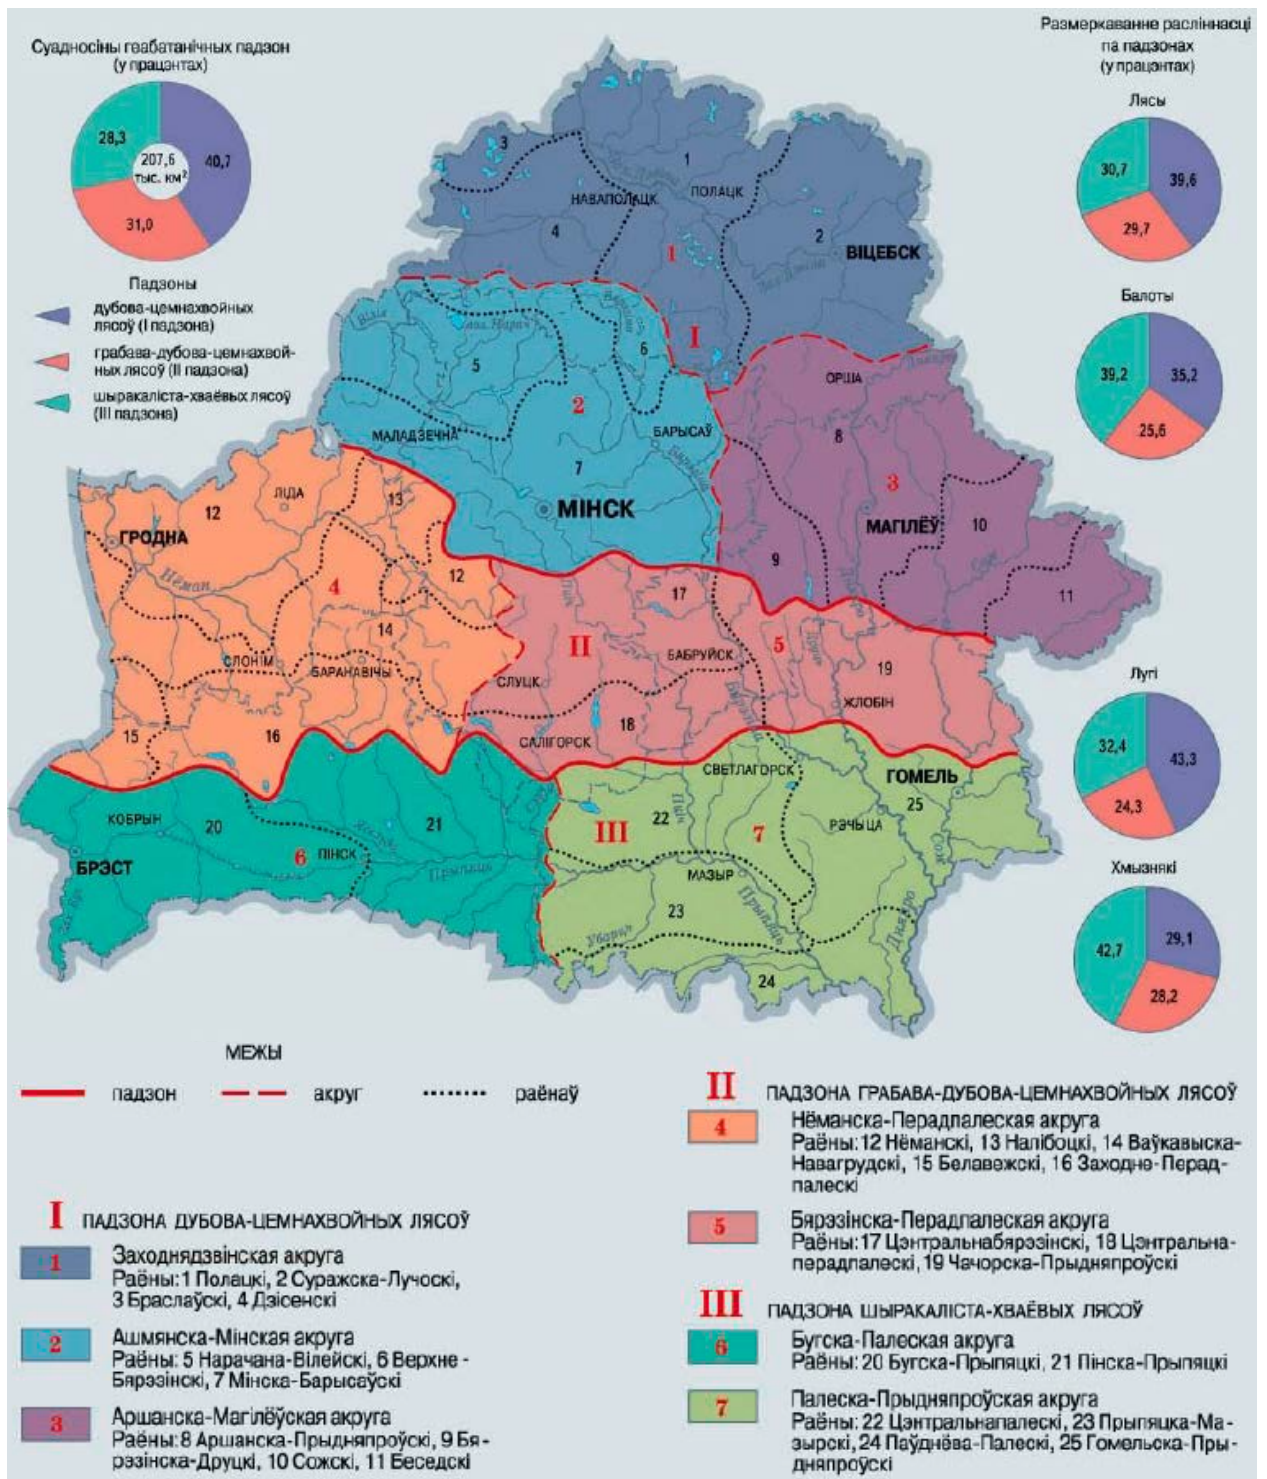 Суадносіны геабатанічных падзон
(у працэнтах)
28,3
40,7
207,6
тыс. км²
31,0
Падзоны
дубова-цемнахвойных
лясоў (I падзона)
грабава-дубова-цемнахвой-
ных лясоў (II падзона)
шыракаліста-хваёвых лясоў
(III падзона)
Размеркаванне расліннасці
па падзонах
(у працэнтах)
Лясы
30,7
39,6
29,7
Балоты
39,2
35,2
25,6
Лугі
32,4
43,3
24,3
Хмызнякі
42,7
29,1
28,2
3
1
НАВАПОЛАЦК
ПОЛАЦК
4
2
ВІЦЕБСК
1
I
5
6
2
ОРША
МАЛАДЗЕЧНА
БАРЫСАЎ
8
7
3
МІНСК
МАГІЛЁЎ
10
9
11
12
ЛІДА
13
ГРОДНА
Нёман
4
12
14
СЛОНІМ
БАРАНАВІЧЫ
15
16
17
II
5
БАБРУЙСК
19
СЛУЦК
ЖЛОБІН
18
САЛІГОРСК
СВЕТЛАГОРСК
ГОМЕЛЬ
КОБРЫН
20
21
22
25
III
7
РЭЧЫЦА
6
ПІНСК
БРЭСТ
Прыпяць
МАЗЫР
Прыпяць
23
Убарць
Дняпро
Сож
24
МЕЖЫ
падзон
акруг
раёнаў
I ПАДЗОНА ДУБОВА-ЦЕМНАХВОЙНЫХ ЛЯСОЎ
1 Заходнядзвінская акруга
Раёны: 1 Полацкі, 2 Суражска-Лучоскі,
3 Браслаўскі, 4 Дзісенскі
2 Ашмянска-Мінская акруга
Раёны: 5 Нарачана-Вілейскі, 6 Верхне-
Бярэзінскі, 7 Мінска-Барысаўскі
3 Аршанска-Магілёўская акруга
Раёны: 8 Аршанска-Прыдняпроўскі, 9 Бя-
рэзінска-Друцкі, 10 Сожскі, 11 Беседскі
II ПАДЗОНА ГРАБАВА-ДУБОВА-ЦЕМНАХВОЙНЫХ ЛЯСОЎ
4 Нёманска-Перадпалеская акруга
Раёны: 12 Нёманскі, 13 Налібоцкі, 14 Ваўкавыска-
Навагрудскі, 15 Белавежскі, 16 Заходне-Перад-
палескі
5 Бярэзінска-Перадпалеская акруга
Раёны: 17 Цэнтральнабярэзінскі, 18 Цэнтральна-
перадпалескі, 19 Чачорска-Прыдняпроўскі
III ПАДЗОНА ШЫРАКАЛІСТА-ХВАЁВЫХ ЛЯСОЎ
6 Бугска-Палеская акруга
Раёны: 20 Бугска-Прыпяцкі, 21 Пінска-Прыпяцкі
7 Палеска-Прыдняпроўская акруга
Раёны: 22 Цэнтральнапалескі, 23 Прыпяцка-Ма-
зырскі, 24 Паўднёва-Палескі, 25 Гомельска-Пры-
дняпроўскі